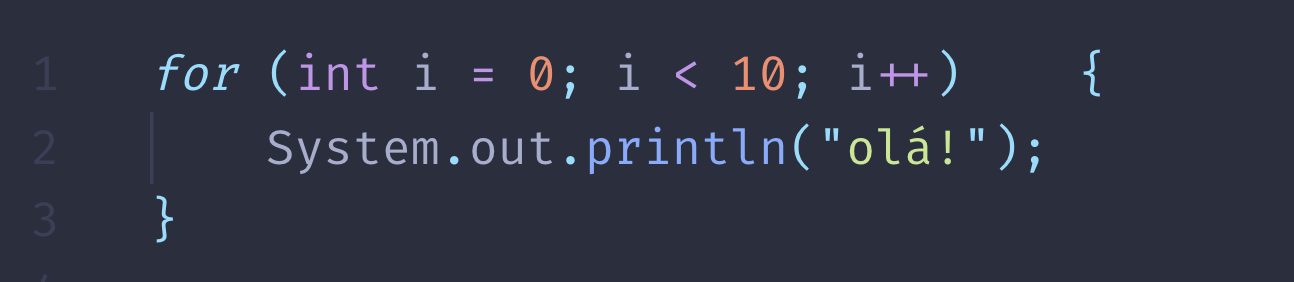 1 for (int i = 0; i < 10; i++)    {
2     System.out.println("olá!");
3 }